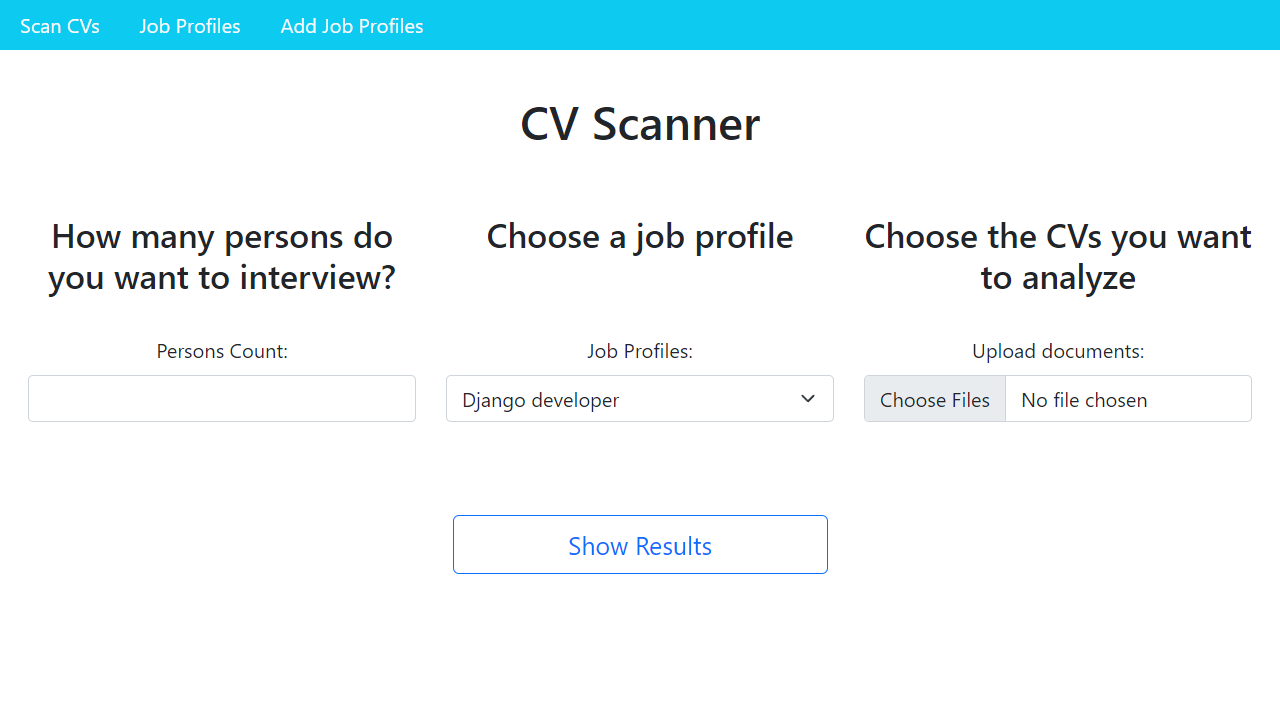 Scan CVs Job Profiles Add Job Profiles
CV Scanner
How many persons do
you want to interview?
Persons Count:
Choose a job profile
Job Profiles:
Django developer
Choose the CVs you want
to analyze
Upload documents:
Choose Files No file chosen
Show Results